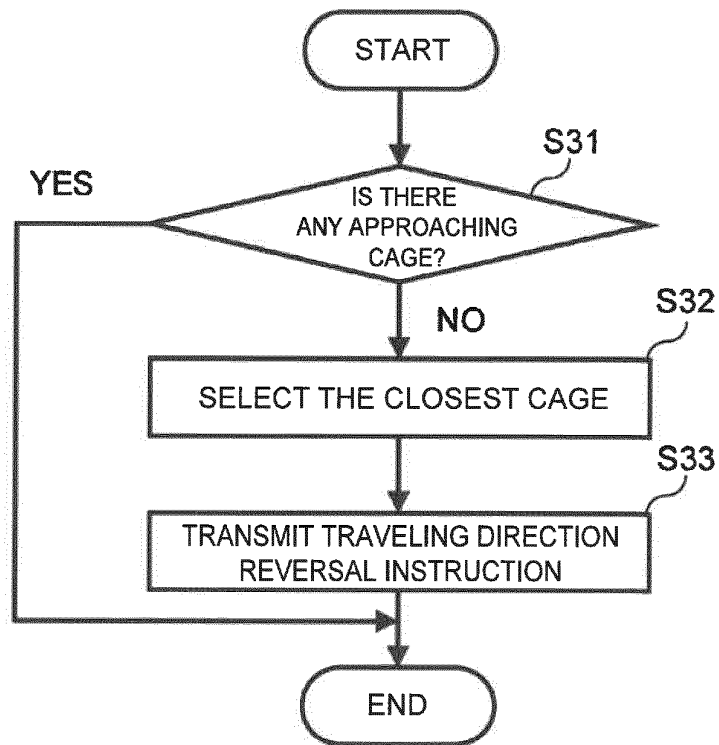 START
S31
YES
IS THERE
ANY APPROACHING
CAGE?
NO
S32
SELECT THE CLOSEST CAGE
S33
TRANSMIT TRAVELING DIRECTION
REVERSAL INSTRUCTION
END